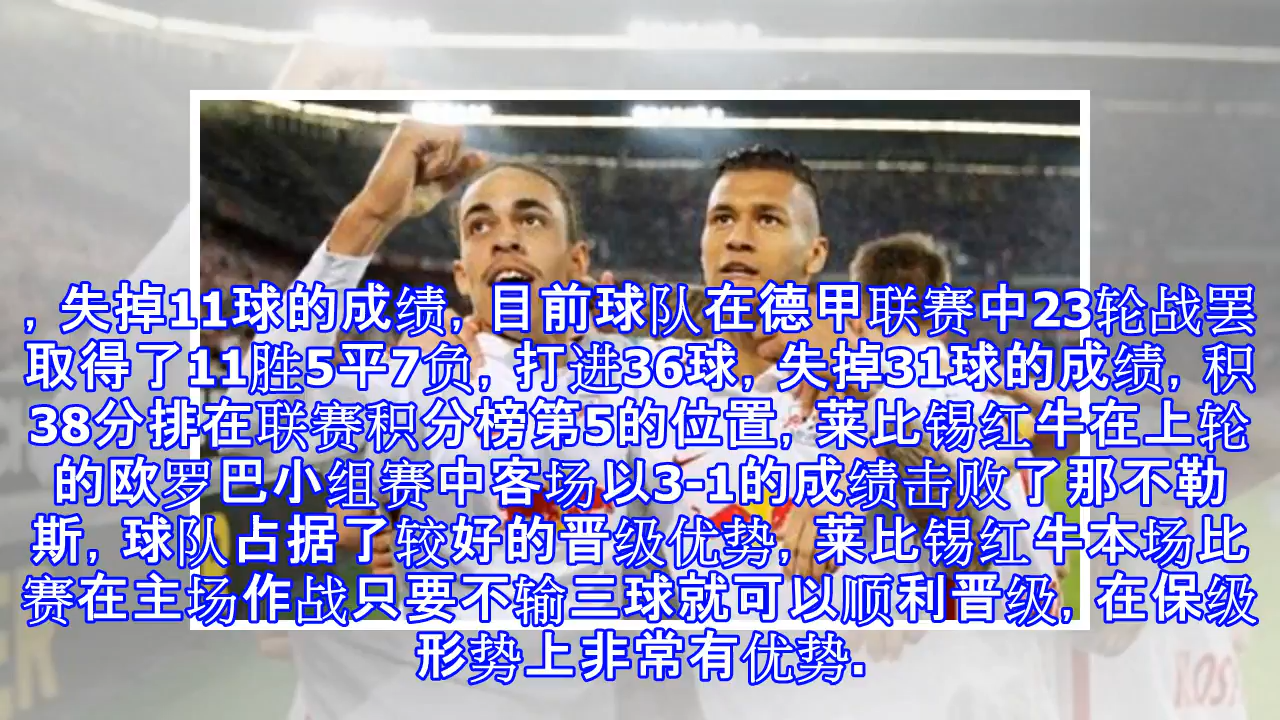 , 失掉11球的成绩, 目前球队在德甲联赛中23轮战罢
取得了11胜5平7负, 打进36球, 失掉31球的成绩, 积
38分排在联赛积分榜第5的位置, 莱比锡红牛在上轮
的欧罗巴小组赛中客场以3-1的成绩击败了那不勒
斯, 球队占据了较好的晋级优势, 莱比锡红牛本场比
赛在主场作战只要不输三球就可以顺利晋级, 在保级
形势上非常有优势.